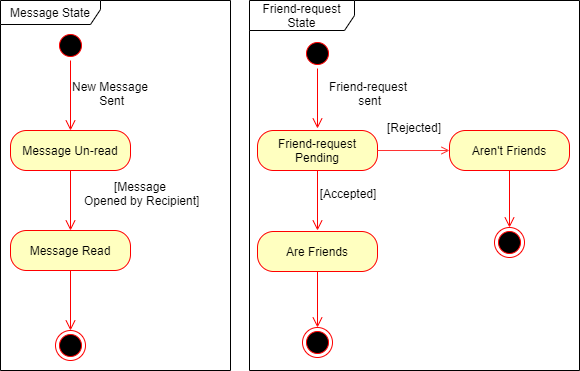 Message State
New Message
Sent
Message Un-read
[Message
Opened by Recipient]
Message Read
Friend-request
State
Friend-request
sent
Friend-request
Pending
[Rejected]
Aren't Friends
[Accepted]
Are Friends